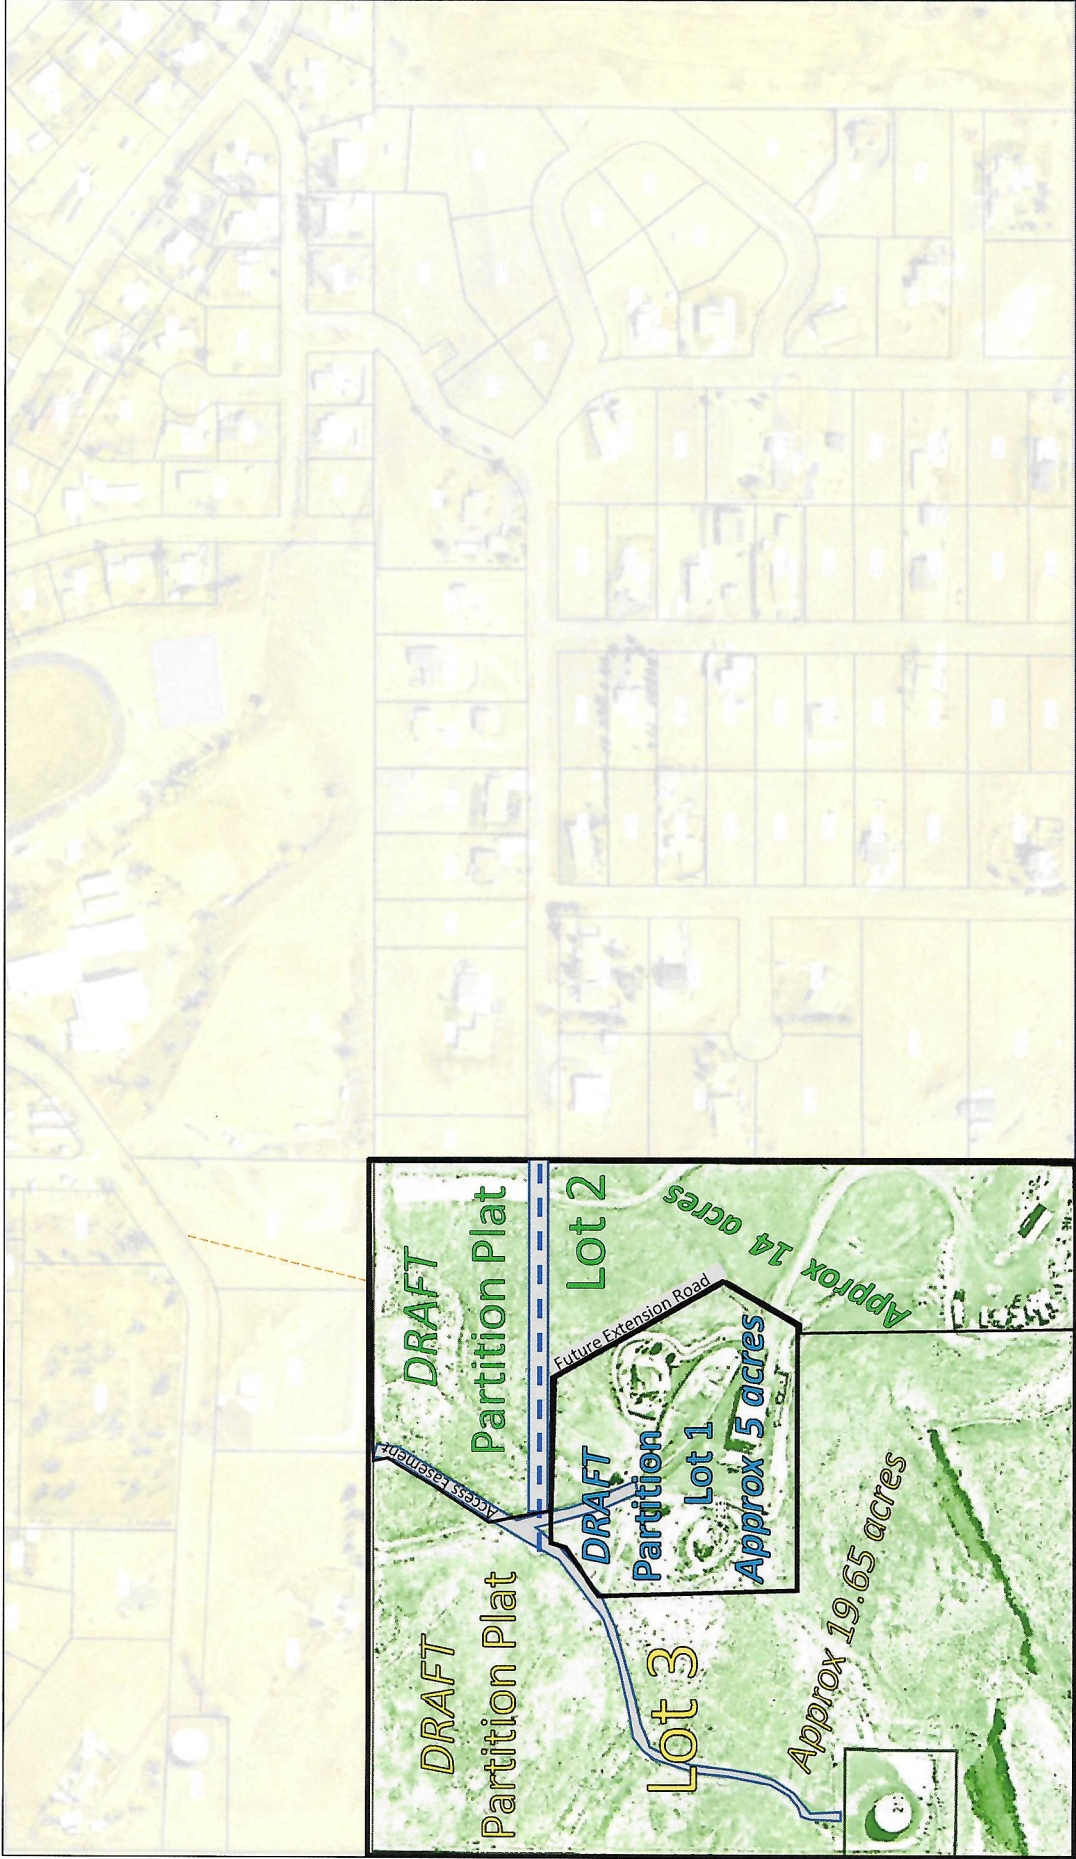 DRAFT
Partition Plat
Lot 3
Approx 19.65 acres
DRAFT
Partition Plat
Lot 2
Approx 14 acres
Access Easement
Future Extension Road
DRAFT
Partition
Lot 1
Approx 5 acres